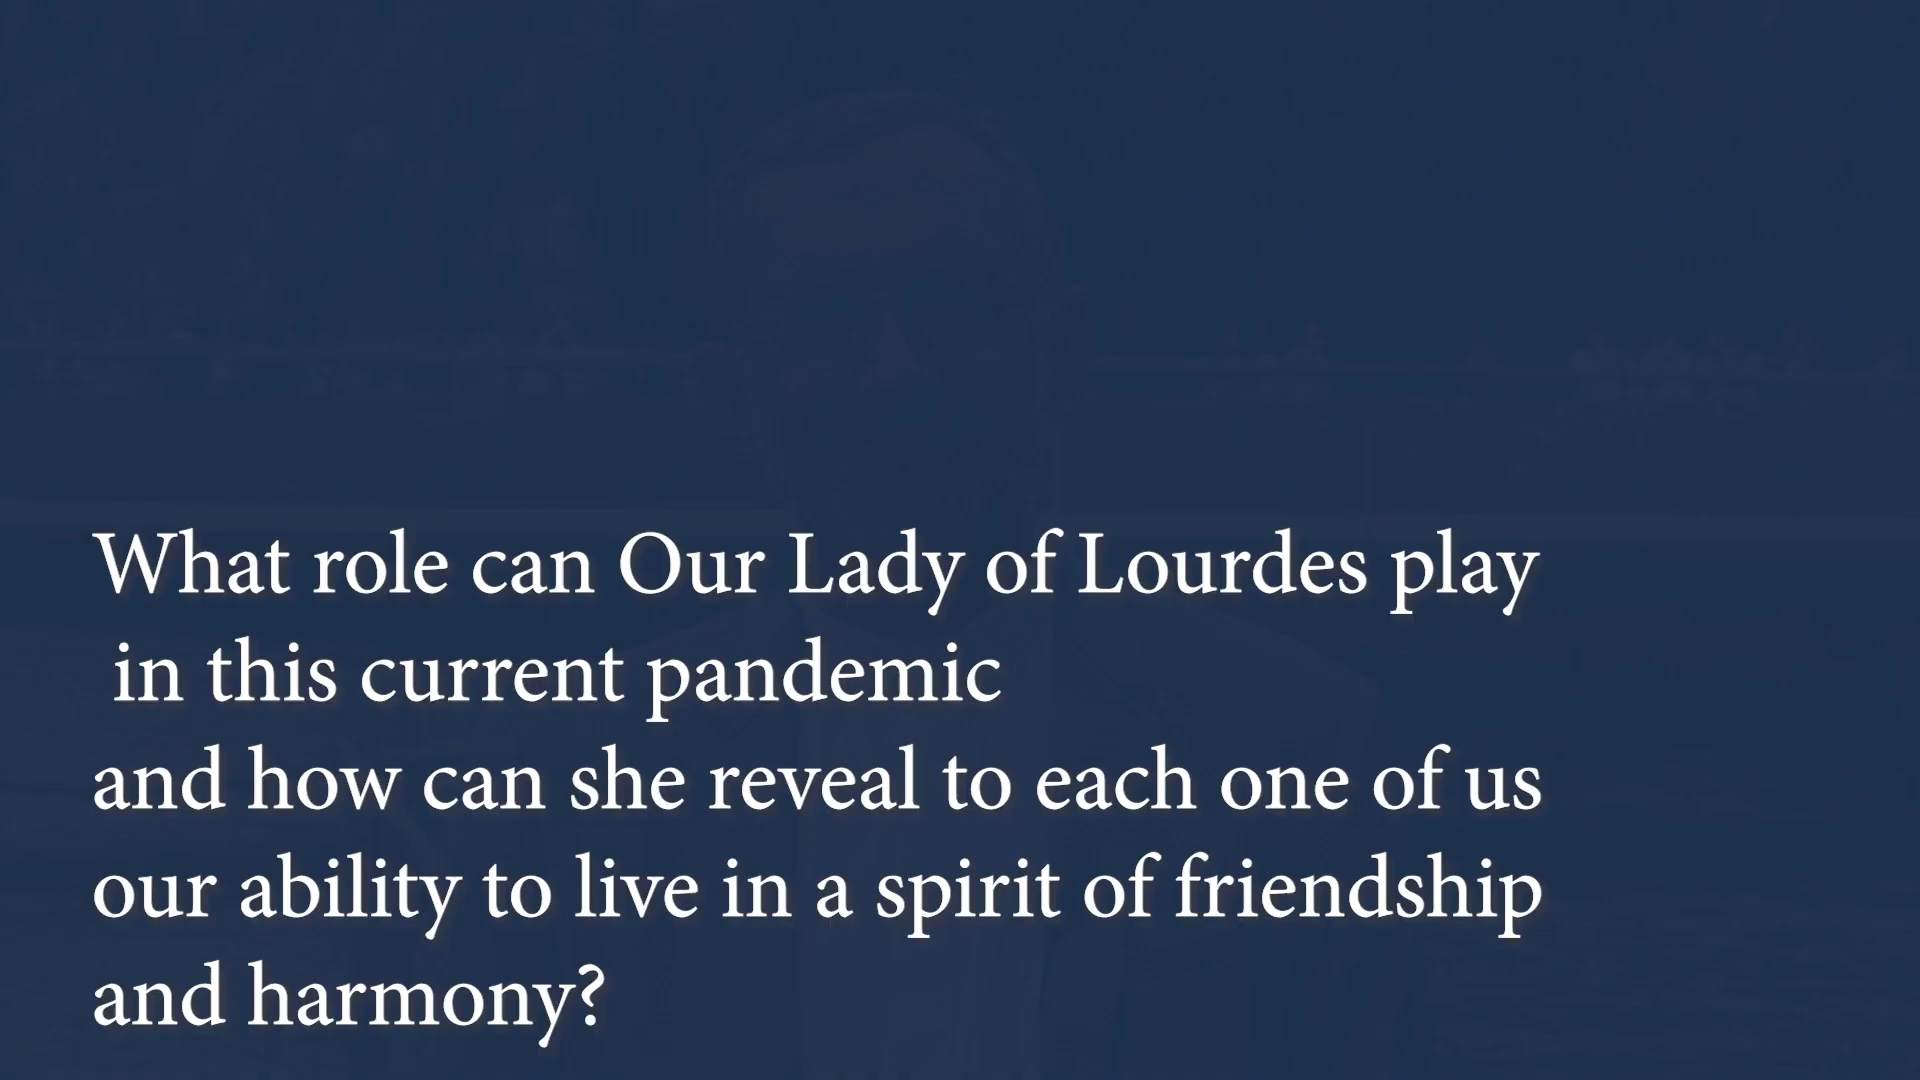 What role can Our Lady of Lourdes play
in this current pandemic
and how can she reveal to each one of us
our ability to live in a spirit of friendship
and harmony?